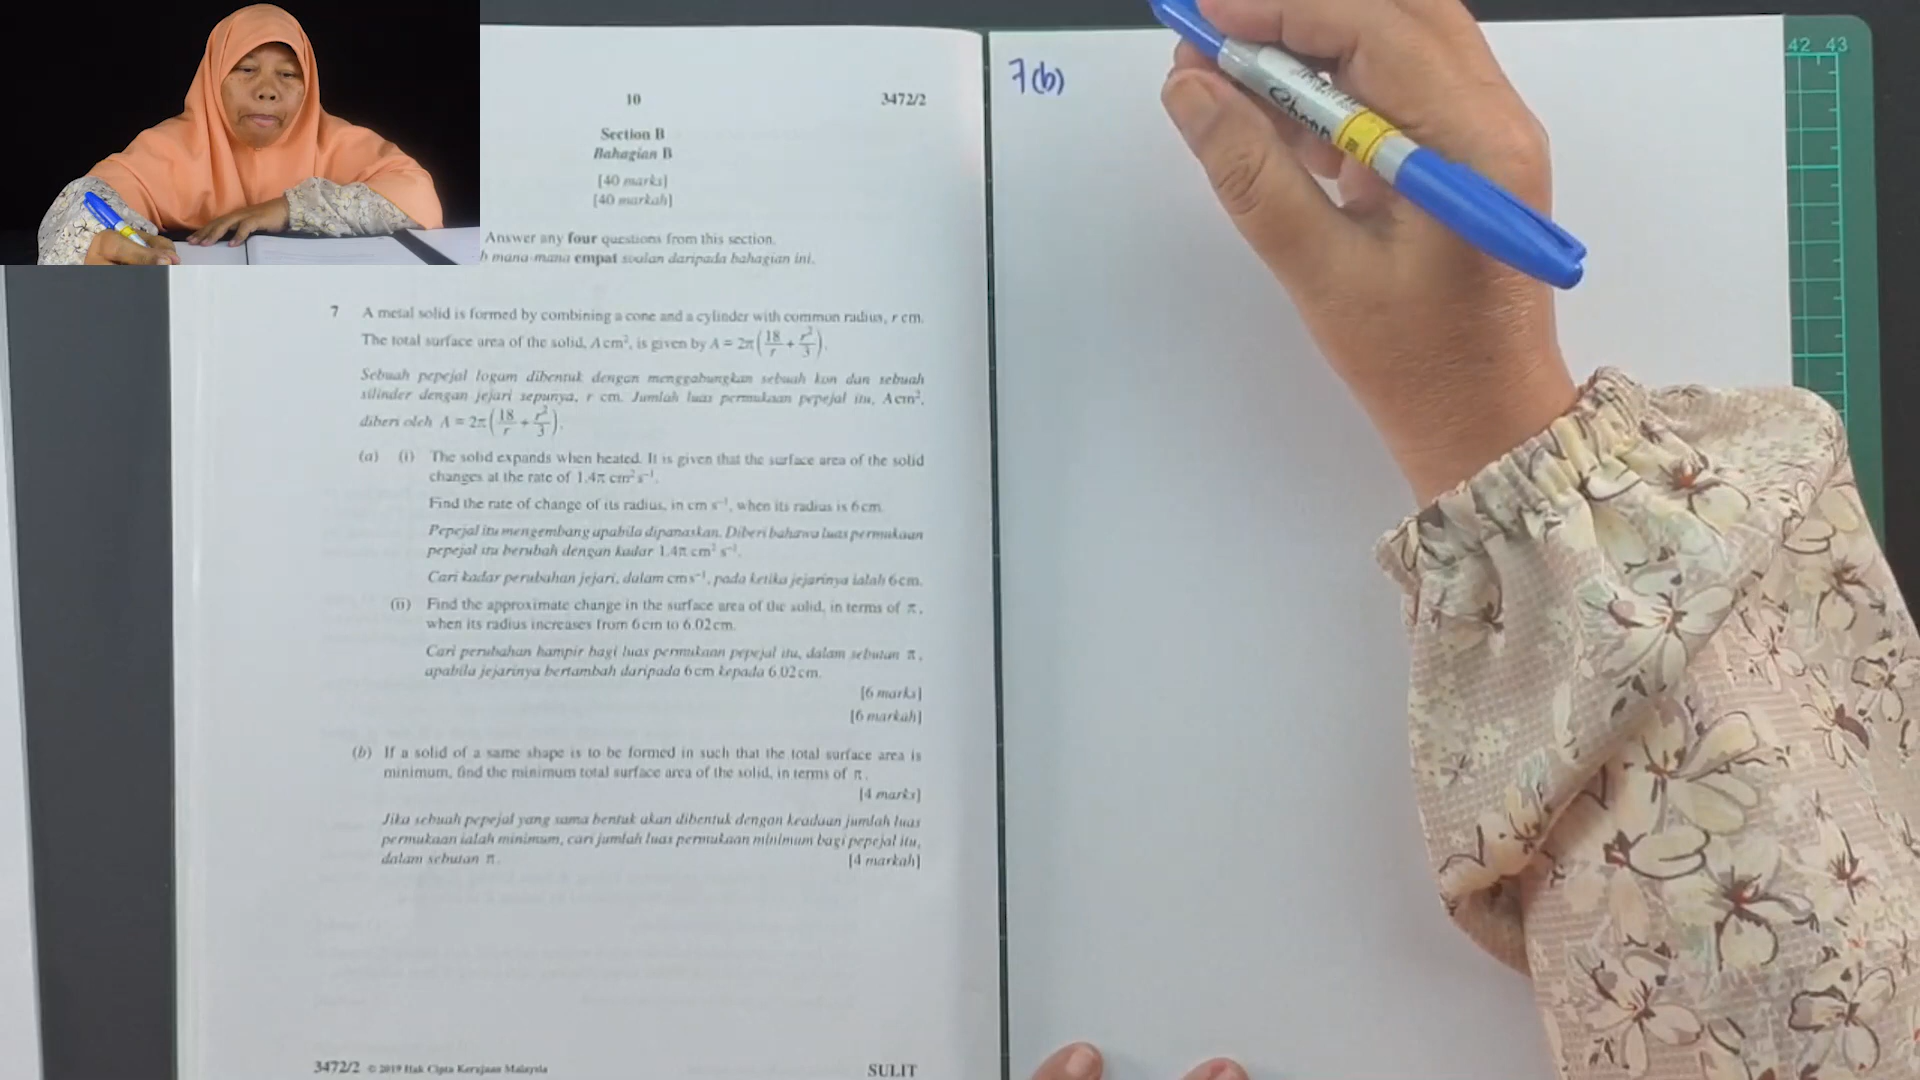 10
3472/2
Section B
Bahagian B
[40 marks]
[40 markah]
Answer any four questions from this section.
b mana-mana empat soalan daripada bahagian ini.
7 A metal solid is formed by combining a cone and a cylinder with common radius, r cm.
The total surface area of the solid, A cm², is given by A = 2π(18/r + r²/3).
Sebuah pepejal logam dibentuk dengan menggabungkan sebuah kon dan sebuah
silinder dengan jejari sepunya, r cm. Jumlah luas permukaan pepejal itu, A cm²,
diberi oleh A = 2π(18/r + r²/3).
(a) (i) The solid expands when heated. It is given that the surface area of the solid
changes at the rate of 1.4π cm² s⁻¹.
Find the rate of change of its radius, in cm s⁻¹, when its radius is 6 cm.
Pepejal itu mengembang apabila dipanaskan. Diberi bahawa luas permukaan
pepejal itu berubah dengan kadar 1.4π cm² s⁻¹.
Cari kadar perubahan jejari, dalam cm s⁻¹, pada ketika jejarinya ialah 6 cm.
(ii) Find the approximate change in the surface area of the solid, in terms of π,
when its radius increases from 6 cm to 6.02 cm.
Cari perubahan hampir bagi luas permukaan pepejal itu, dalam sebutan π,
apabila jejarinya bertambah daripada 6 cm kepada 6.02 cm.
[6 marks]
[6 markah]
(b) If a solid of a same shape is to be formed in such that the total surface area is
minimum, find the minimum total surface area of the solid, in terms of π.
[4 marks]
Jika sebuah pepejal yang sama bentuk akan dibentuk dengan keadaan jumlah luas
permukaan ialah minimum, cari jumlah luas permukaan minimum bagi pepejal itu,
dalam sebutan π. [4 markah]
3472/2 © 2019 Hak Cipta Kerajaan Malaysia
SULIT
7(b)
Sharp
42 43